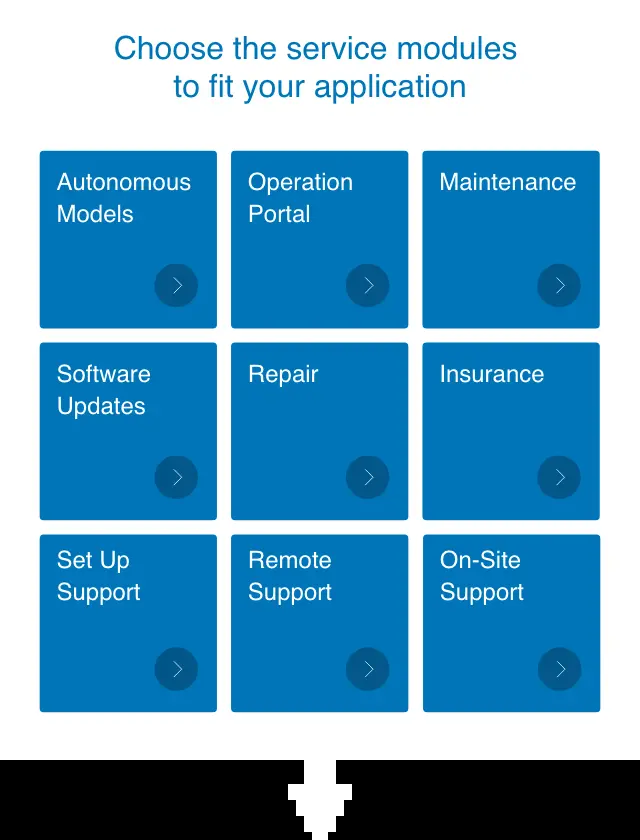 Choose the service modules
to fit your application
Autonomous
Models
Operation
Portal
Maintenance
Software
Updates
Repair
Insurance
Set Up
Support
Remote
Support
On-Site
Support